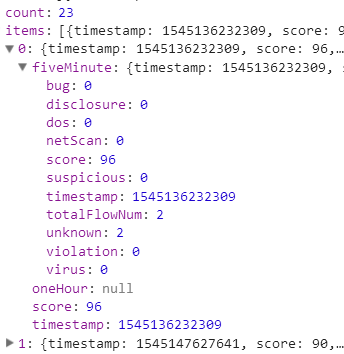 count: 23
items: [{timestamp: 1545136232309, score: 9
▼0: {timestamp: 1545136232309, score: 96,…
▼fiveMinute: {timestamp: 1545136232309, s
bug: 0
disclosure: 0
dos: 0
netScan: 0
score: 96
suspicious: 0
timestamp: 1545136232309
totalFlowNum: 2
unknown: 2
violation: 0
virus: 0
oneHour: null
score: 96
timestamp: 1545136232309
▶1: {timestamp: 1545147627641, score: 90,…